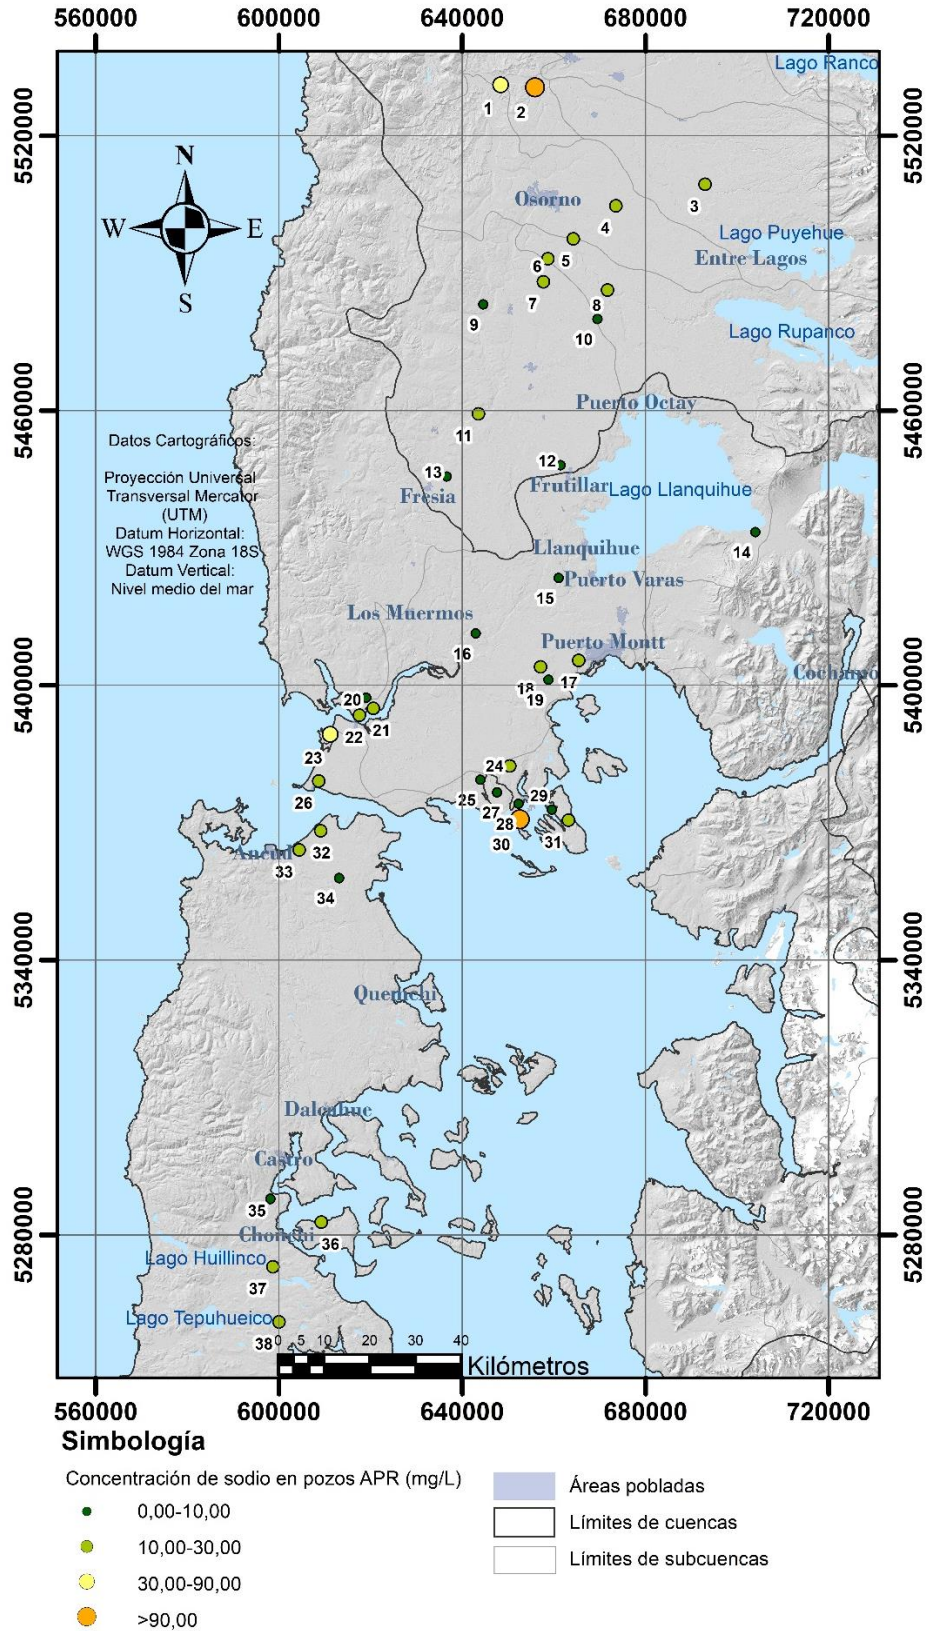 560000 600000 640000 680000 720000
Lago Ranco
1 2
5520000 5520000
N
W E
S
3
Osorno
4
Lago Puyehue
Entre Lagos
6 5
7
8
9
10
Lago Rupanco
Puerto Octay
5460000 5460000
11
Datos Cartográficos:
Proyección Universal
Transversal Mercator
(UTM)
Datum Horizontal:
WGS 1984 Zona 18S
Datum Vertical:
Nivel medio del mar
12
13
Fresia
Frutillar
Lago Llanquihue
14
Llanquihue
15
Puerto Varas
Los Muermos
16
Puerto Montt
Cochamo
17
18
19
5400000 5400000
20
21
22
23
24
25
26
27
28
29
30
31
32
Ancud
33
34
5340000 5340000
Quemchi
Dalcahue
Castro
35
36
Chonchi
5280000 5280000
Lago Huillinco
37
Lago Tepuhueico
38
0 5 10 20 30 40
Kilómetros
560000 600000 640000 680000 720000
Simbología
Concentración de sodio en pozos APR (mg/L)
0,00-10,00
10,00-30,00
30,00-90,00
>90,00
Áreas pobladas
Límites de cuencas
Límites de subcuencas